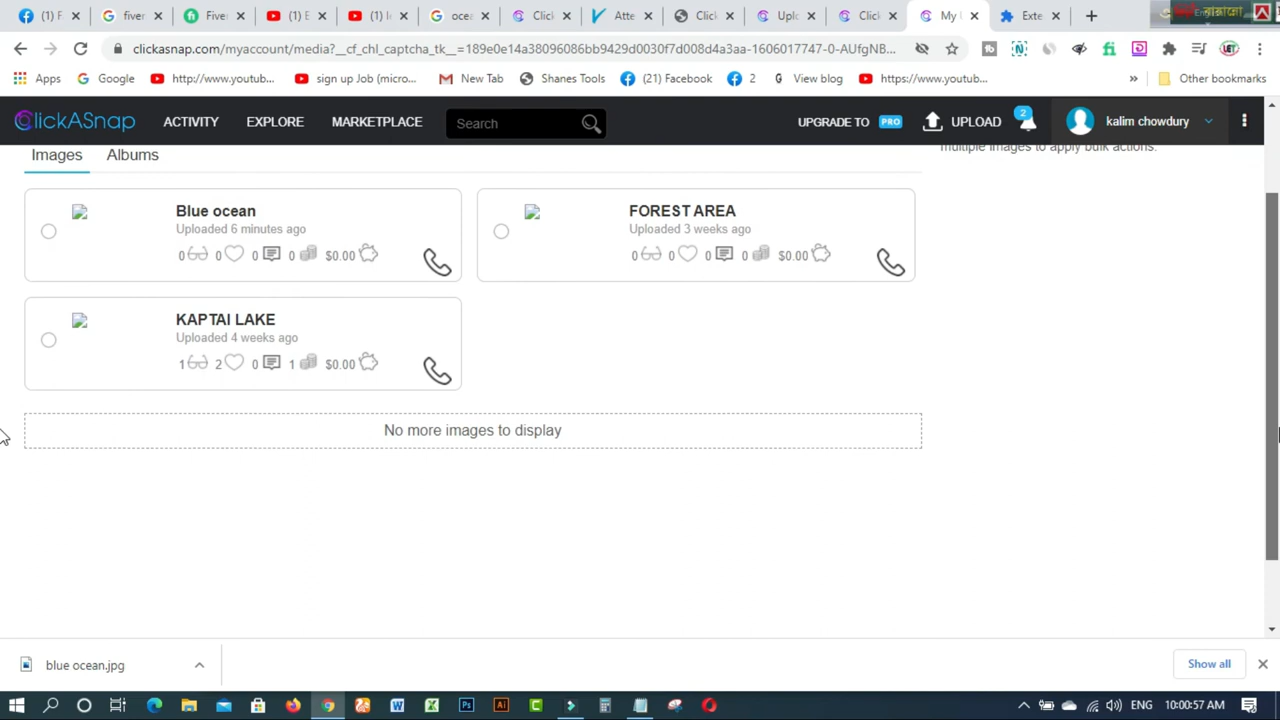 (1) F
fiver
Fiver
(1) E
(1) I
oce
Atte
Click
Uplo
Click
My
Exte
clickasnap.com/myaccount/media?__cf_chl_captcha_tk__=189e0e14a38096086bb9429d0030f7d008d4a3aa-1606017747-0-AUfgNB...
Apps
Google
http://www.youtub...
sign up Job (micro...
New Tab
Shanes Tools
(21) Facebook
2
View blog
https://www.youtub...
Other bookmarks
ClickASnap
ACTIVITY
EXPLORE
MARKETPLACE
Search
UPGRADE TO PRO
UPLOAD
2
kalim chowdury
Images
Albums
multiple images to apply bulk actions.
Blue ocean
Uploaded 6 minutes ago
0 0 0 0 $0.00
FOREST AREA
Uploaded 3 weeks ago
0 0 0 0 $0.00
KAPTAI LAKE
Uploaded 4 weeks ago
1 2 0 1 $0.00
No more images to display
blue ocean.jpg
Show all
ENG
10:00:57 AM